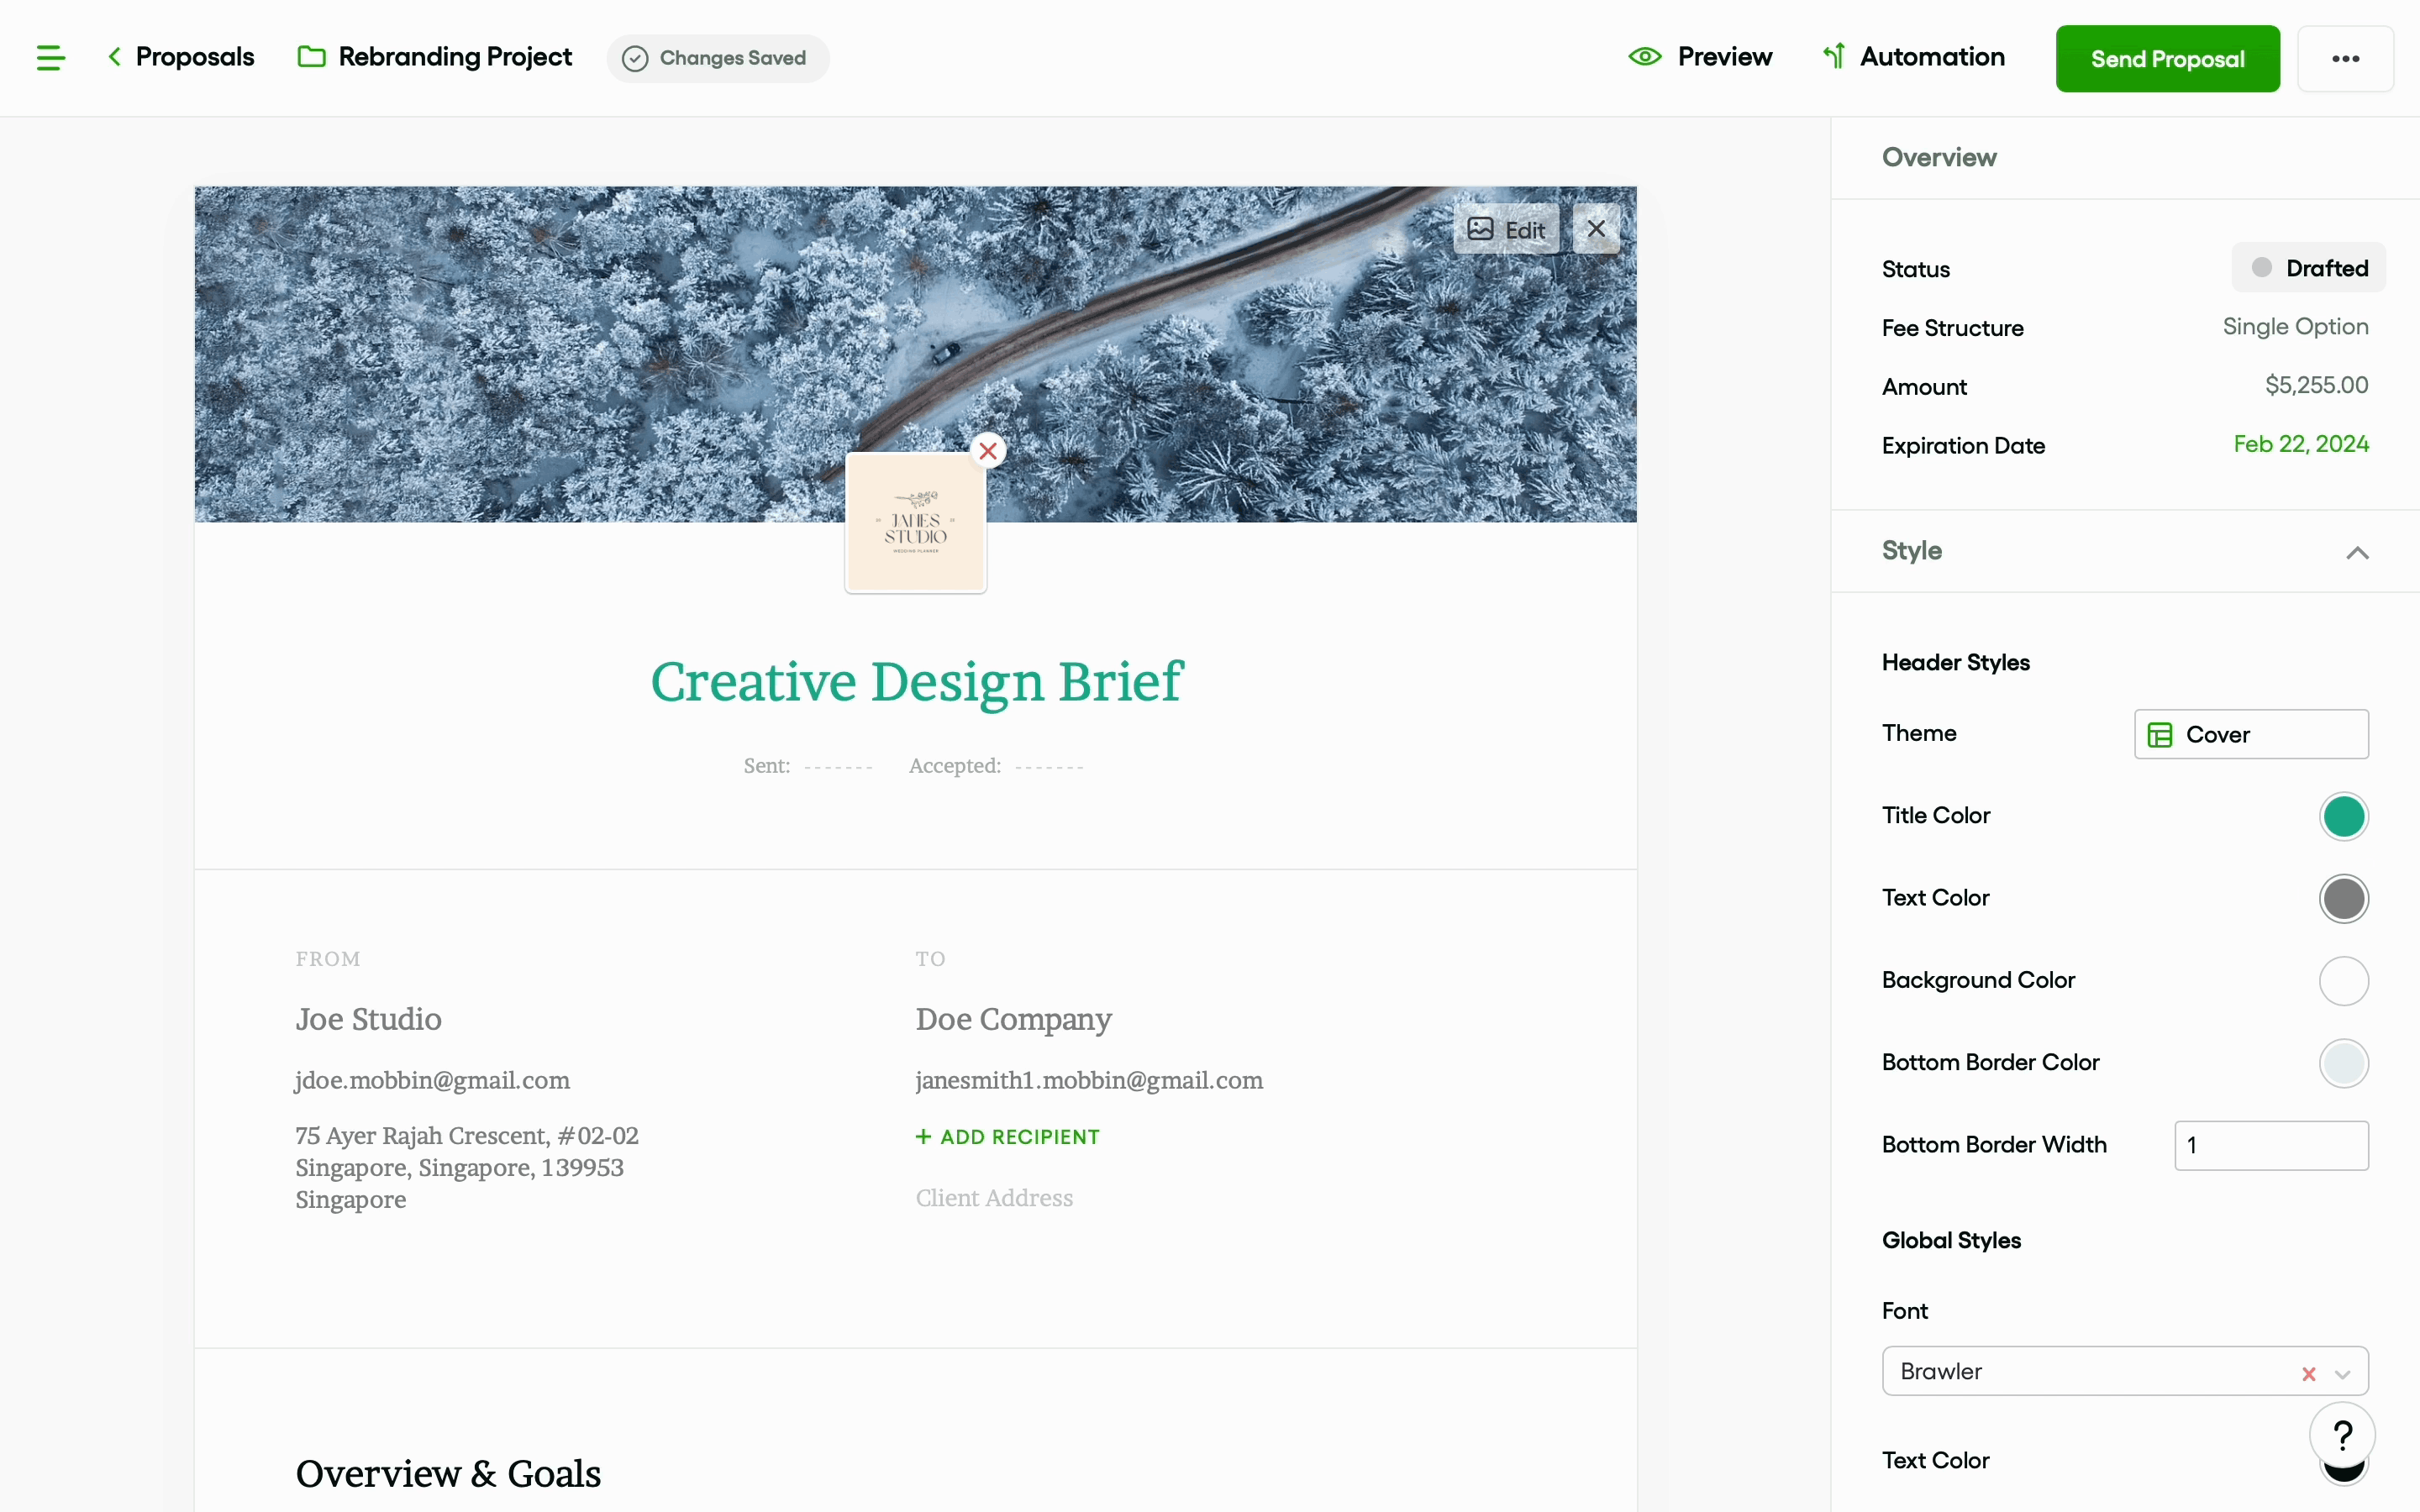 Proposals
Rebranding Project
Changes Saved
Preview
Automation
Send Proposal
Edit
JANES
STUDIO
WEDDING PLANNER
Creative Design Brief
Sent: -------
Accepted: -------
FROM
Joe Studio
jdoe.mobbin@gmail.com
75 Ayer Rajah Crescent, #02-02
Singapore, Singapore, 139953
Singapore
TO
Doe Company
janesmith1.mobbin@gmail.com
+ ADD RECIPIENT
Client Address
Overview & Goals
Overview
Status
Drafted
Fee Structure
Single Option
Amount
$5,255.00
Expiration Date
Feb 22, 2024
Style
Header Styles
Theme
Cover
Title Color
Text Color
Background Color
Bottom Border Color
Bottom Border Width
1
Global Styles
Font
Brawler
?
Text Color